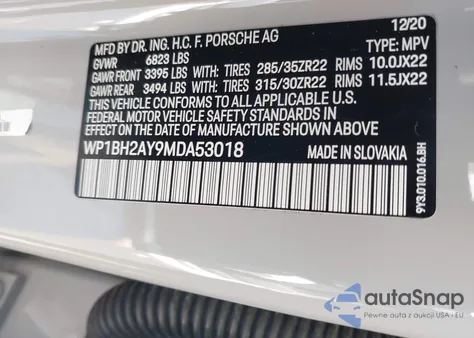 12/20
MFD BY DR. ING. H.C. F. PORSCHE AG
GVWR 6823 LBS TYPE: MPV
GAWR FRONT 3395 LBS WITH: TIRES 285/35ZR22 RIMS 10.0JX22
GAWR REAR 3494 LBS WITH: TIRES 315/30ZR22 RIMS 11.5JX22
THIS VEHICLE CONFORMS TO ALL APPLICABLE
FEDERAL MOTOR VEHICLE SAFETY STANDARDS IN
EFFECT ON THE DATE OF MANUFACTURE SHOWN ABOVE
WP1BH2AY9MDA53018 MADE IN SLOVAKIA
9Y3.010.016.BH
autoSnap
Pewne auta z aukcji USA i EU